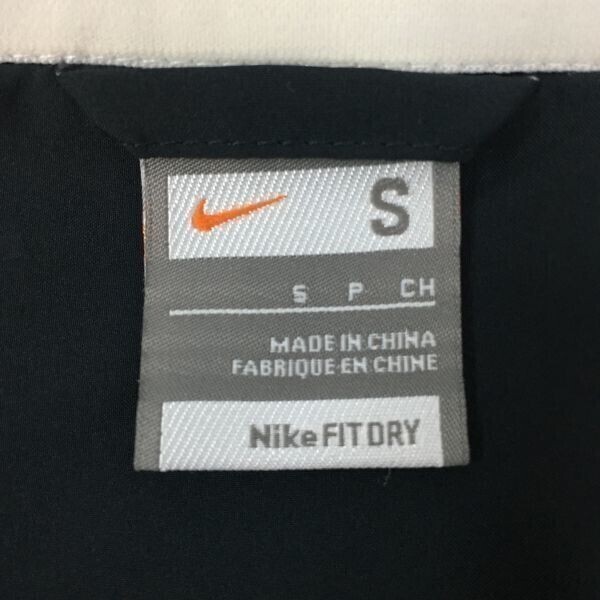 S
S P CH
MADE IN CHINA
FABRIQUE EN CHINE
Nike FIT DRY